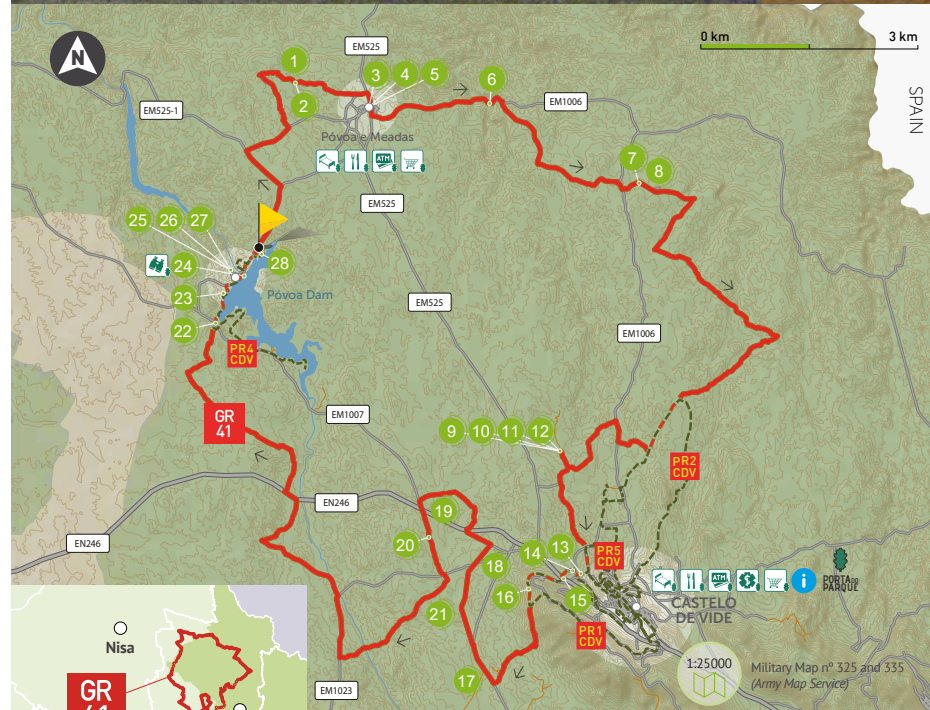 N
EM525
0 km
3 km
SPAIN
1
2
3
4
5
6
EM1006
EM525-1
Póvoa e Meadas
ATM
7
8
EM525
25
26
27
24
28
23
Póvoa Dam
22
EM525
EM1006
PR4
CDV
GR
41
EM1007
9
10
11
12
PR2
CDV
EN246
EN246
19
20
14
13
PR5
CDV
18
16
15
ATM
i
PORTA DO
PARQUE
CASTELO
DE VIDE
21
PR1
CDV
17
EM1023
1:25000
Military Map nº 325 and 335
(Army Map Service)
Nisa
GR
41